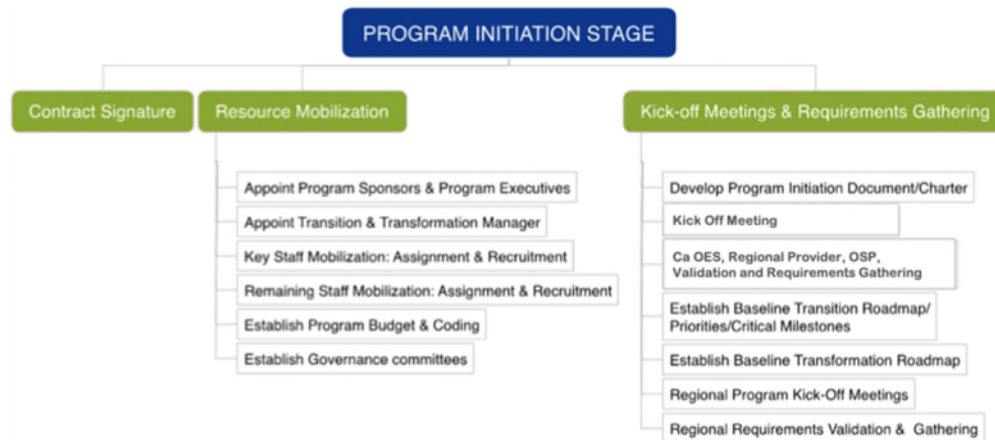 PROGRAM INITIATION STAGE
Contract Signature
Resource Mobilization
Kick-off Meetings & Requirements Gathering
Appoint Program Sponsors & Program Executives
Appoint Transition & Transformation Manager
Key Staff Mobilization: Assignment & Recruitment
Remaining Staff Mobilization: Assignment & Recruitment
Establish Program Budget & Coding
Establish Governance committees
Develop Program Initiation Document/Charter
Kick Off Meeting
Ca OES, Regional Provider, OSP,
Validation and Requirements Gathering
Establish Baseline Transition Roadmap/
Priorities/Critical Milestones
Establish Baseline Transformation Roadmap
Regional Program Kick-Off Meetings
Regional Requirements Validation & Gathering